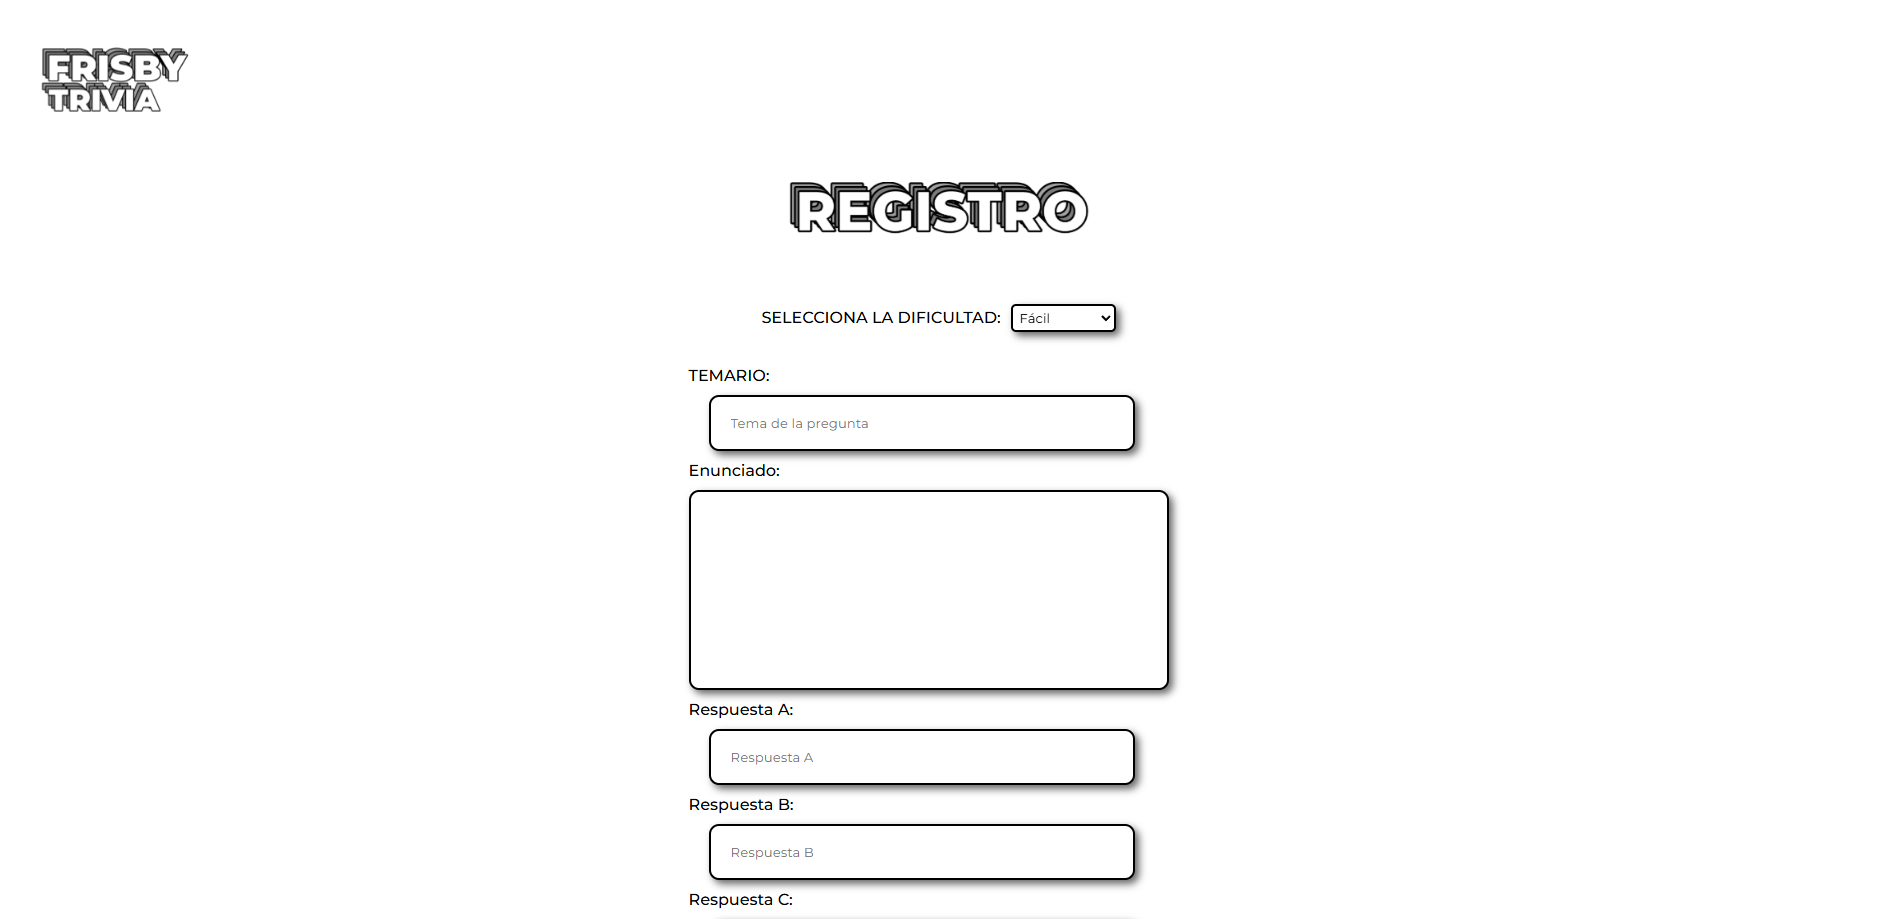 FRISBY
TRIVIA
REGISTRO
SELECCIONA LA DIFICULTAD: Fácil
TEMARIO:
Tema de la pregunta
Enunciado:
Respuesta A:
Respuesta A
Respuesta B:
Respuesta B
Respuesta C: